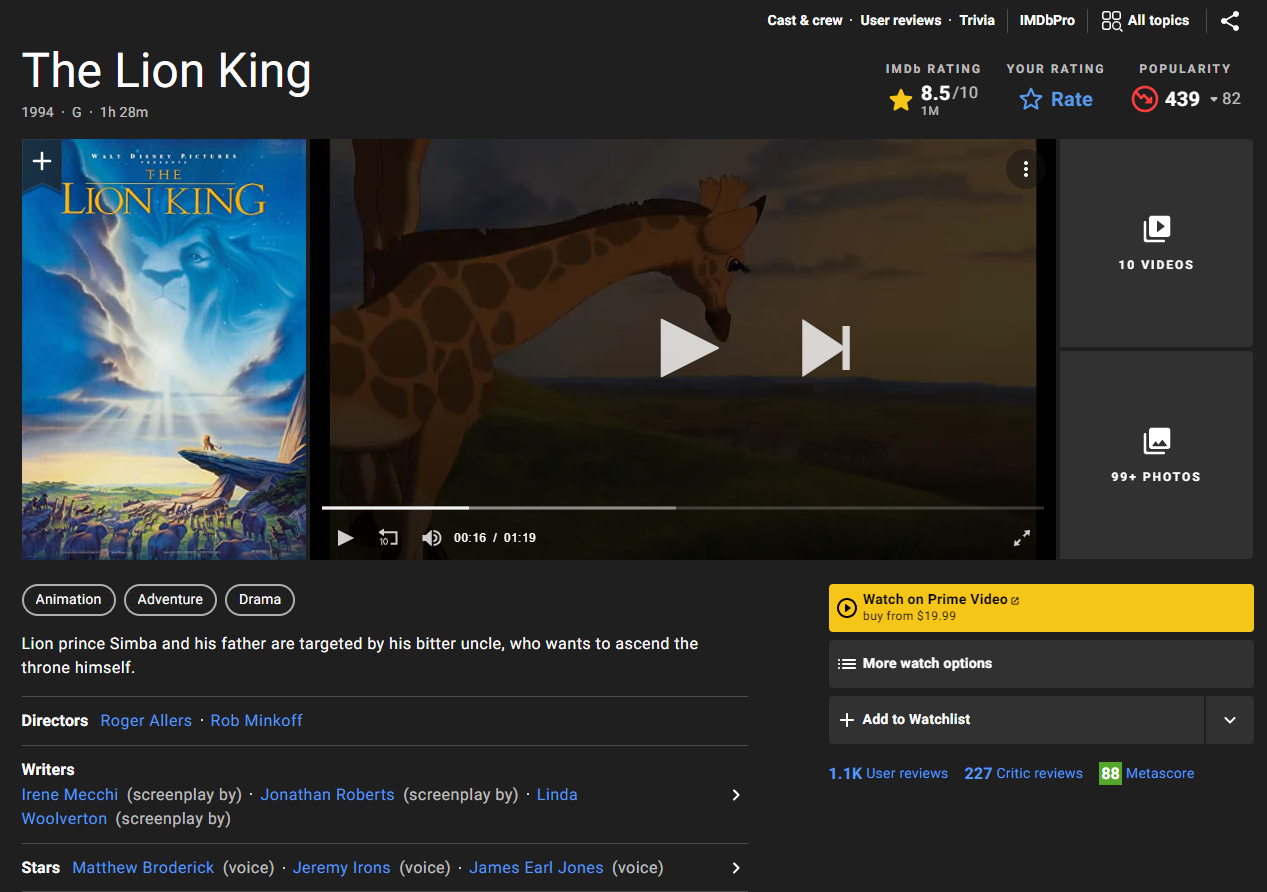 Cast & crew · User reviews · Trivia IMDbPro All topics
The Lion King
1994 · G · 1h 28m
IMDb RATING
8.5/10
1M
YOUR RATING
Rate
POPULARITY
439 82
WALT DISNEY PICTURES
PRESENTS
THE
LION KING
10
00:16 / 01:19
10 VIDEOS
99+ PHOTOS
Animation Adventure Drama
Lion prince Simba and his father are targeted by his bitter uncle, who wants to ascend the
throne himself.
Directors Roger Allers · Rob Minkoff
Writers
Irene Mecchi (screenplay by) · Jonathan Roberts (screenplay by) · Linda
Woolverton (screenplay by)
Stars Matthew Broderick (voice) · Jeremy Irons (voice) · James Earl Jones (voice)
Watch on Prime Video
buy from $19.99
More watch options
Add to Watchlist
1.1K User reviews 227 Critic reviews 88 Metascore